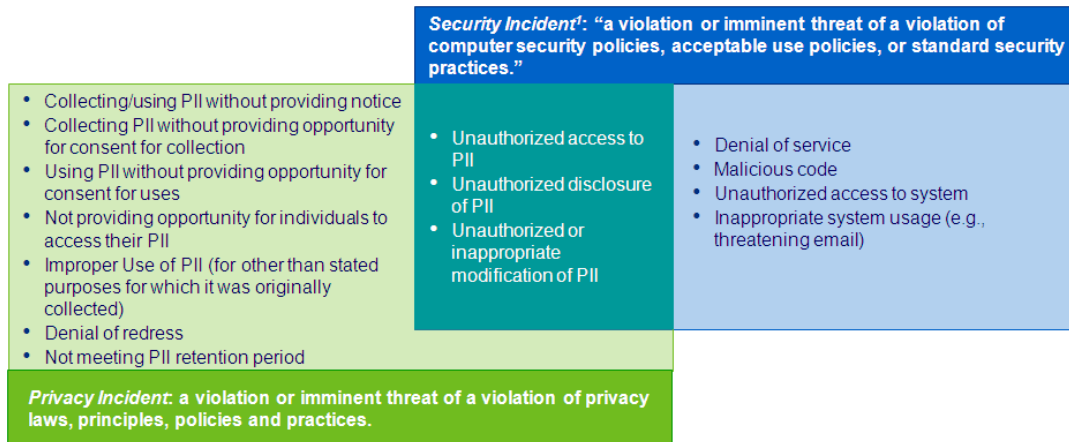 Security Incident¹: “a violation or imminent threat of a violation of
computer security policies, acceptable use policies, or standard security
practices.”
• Collecting/using PII without providing notice
• Collecting PII without providing opportunity
for consent for collection
• Using PII without providing opportunity for
consent for uses
• Not providing opportunity for individuals to
access their PII
• Improper Use of PII (for other than stated
purposes for which it was originally
collected)
• Denial of redress
• Not meeting PII retention period
• Unauthorized access to
PII
• Unauthorized disclosure
of PII
• Unauthorized or
inappropriate
modification of PII
• Denial of service
• Malicious code
• Unauthorized access to system
• Inappropriate system usage (e.g.,
threatening email)
Privacy Incident: a violation or imminent threat of a violation of privacy
laws, principles, policies and practices.